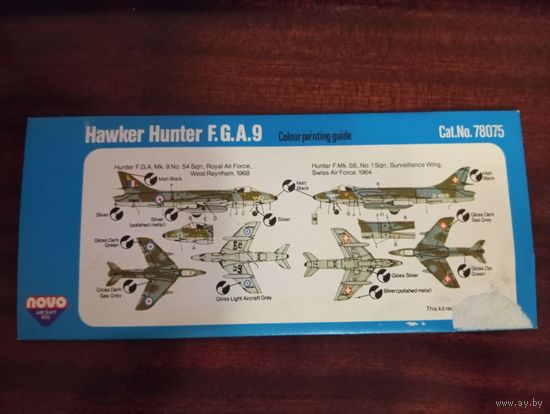 Hawker Hunter F.G.A.9
Colour painting guide
Cat.No. 78075
Hunter F.G.A. Mk. 9 No. 54 Sqn., Royal Air Force,
West Raynham. 1968
Hunter F.Mk. 58., No. 1 Sqn., Surveillance Wing.
Swiss Air Force. 1964
Matt
Black
Matt
Black
Silver
Silver
(polished metal)
Silver
Gloss Dark
Green
Gloss Dark
Sea Grey
Gloss Dark
Sea Grey
Gloss Light Aircraft Grey
Gloss Silver
Silver(polished metal)
Gloss Dar
Green
This kit
novo
AIRCRAFT
KITS
© www.ay.by